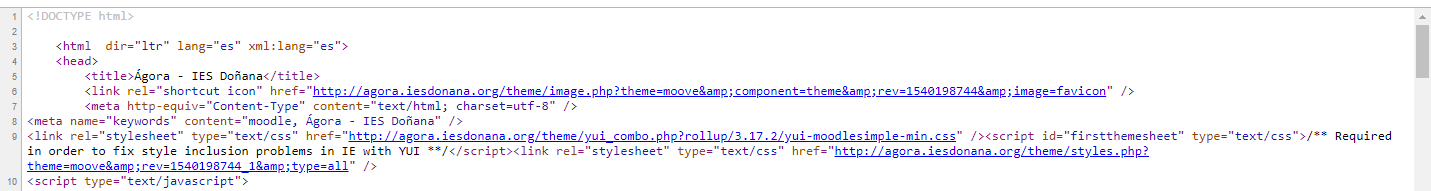 1 <!DOCTYPE html>
2
3 <html  dir="ltr" lang="es" xml:lang="es">
4 <head>
5 <title>Ágora - IES Doñana</title>
6 <link rel="shortcut icon" href="http://agora.iesdonana.org/theme/image.php?theme=moove&amp;component=theme&amp;rev=1540198744&amp;image=favicon" />
7 <meta http-equiv="Content-Type" content="text/html; charset=utf-8" />
8 <meta name="keywords" content="moodle, Ágora - IES Doñana" />
9 <link rel="stylesheet" type="text/css" href="http://agora.iesdonana.org/theme/yui_combo.php?rollup/3.17.2/yui-moodlesimple-min.css" /><script id="firstthemesheet" type="text/css">/** Required
in order to fix style inclusion problems in IE with YUI **/</script><link rel="stylesheet" type="text/css" href="http://agora.iesdonana.org/theme/styles.php?
theme=moove&amp;rev=1540198744_1&amp;type=all" />
10 <script type="text/javascript">